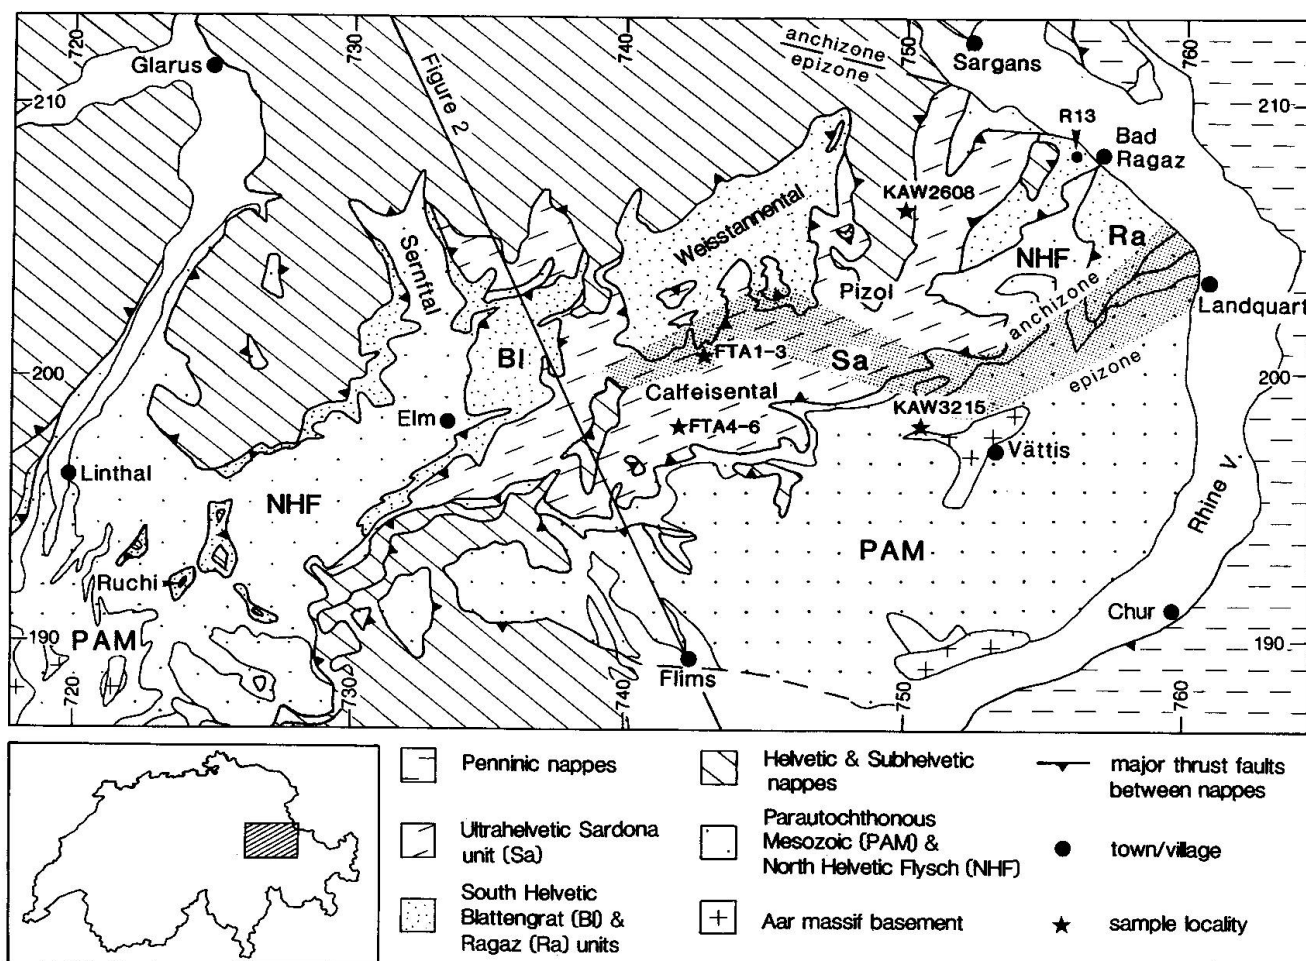 720
730
740
750
760
Glarus
Figure 2
anchizone
epizone
Sargans
210
210
R13
Bad
Ragaz
KAW2608
Weisstannental
Sernftal
Ra
NHF
Pizol
anchizone
Landquart
BI
FTA1-3
Sa
epizone
200
200
Calfeisental
KAW3215
Elm
FTA4-6
Vättis
Linthal
Rhine V.
NHF
PAM
Ruchi
Chur
190
PAM
190
Flims
720
730
740
750
760
Penninic nappes
Ultrahelvetic Sardona
unit (Sa)
South Helvetic
Blattengrat (Bl) &
Ragaz (Ra) units
Helvetic & Subhelvetic
nappes
Parautochthonous
Mesozoic (PAM) &
North Helvetic Flysch (NHF)
Aar massif basement
major thrust faults
between nappes
town/village
sample locality